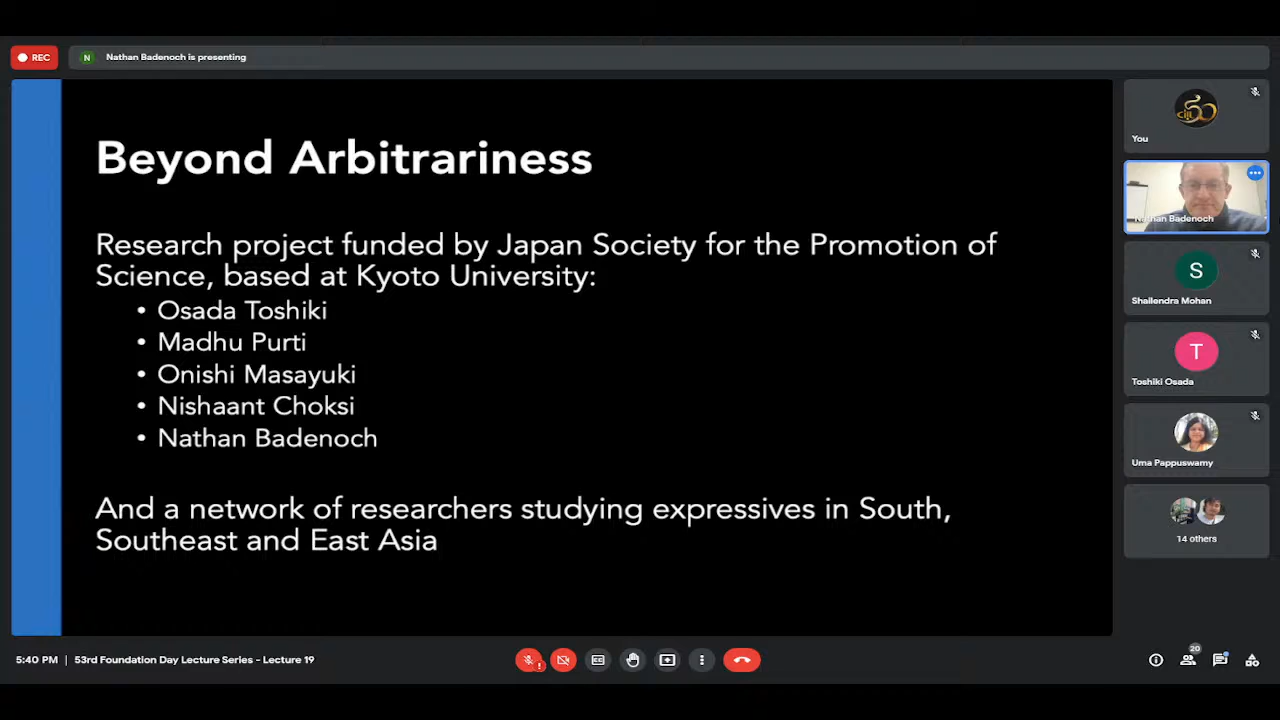 REC
N
Nathan Badenoch is presenting
Beyond Arbitrariness
Research project funded by Japan Society for the Promotion of
Science, based at Kyoto University:
• Osada Toshiki
• Madhu Purti
• Onishi Masayuki
• Nishaant Choksi
• Nathan Badenoch
And a network of researchers studying expressives in South,
Southeast and East Asia
You
Nathan Badenoch
S
Shailendra Mohan
T
Toshiki Osada
Uma Pappuswamy
14 others
5:40 PM | 53rd Foundation Day Lecture Series - Lecture 19
20